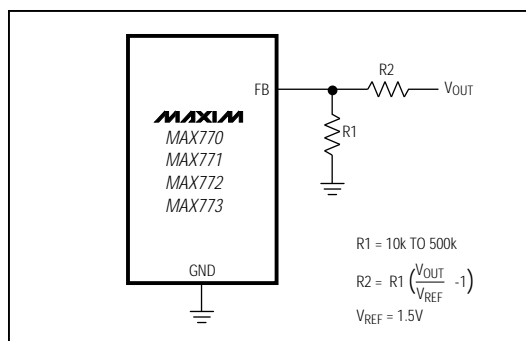 R2
FB
VOUT
MAXIM
R1
MAX770
MAX771
MAX772
MAX773
R1 = 10k TO 500k
GND
R2 = R1 (VOUT/VREF -1)
VREF = 1.5V